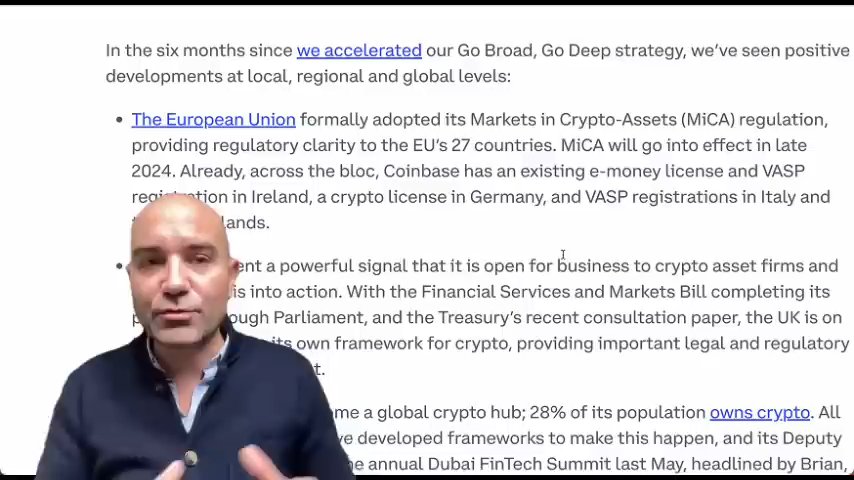 In the six months since we accelerated our Go Broad, Go Deep strategy, we've seen positive
developments at local, regional and global levels:
• The European Union formally adopted its Markets in Crypto-Assets (MiCA) regulation,
providing regulatory clarity to the EU's 27 countries. MiCA will go into effect in late
2024. Already, across the bloc, Coinbase has an existing e-money license and VASP
registration in Ireland, a crypto license in Germany, and VASP registrations in Italy and
lands.
• ent a powerful signal that it is open for business to crypto asset firms and
is into action. With the Financial Services and Markets Bill completing its
ough Parliament, and the Treasury's recent consultation paper, the UK is on
its own framework for crypto, providing important legal and regulatory
t.
me a global crypto hub; 28% of its population owns crypto. All
ve developed frameworks to make this happen, and its Deputy
the annual Dubai FinTech Summit last May, headlined by Brian,